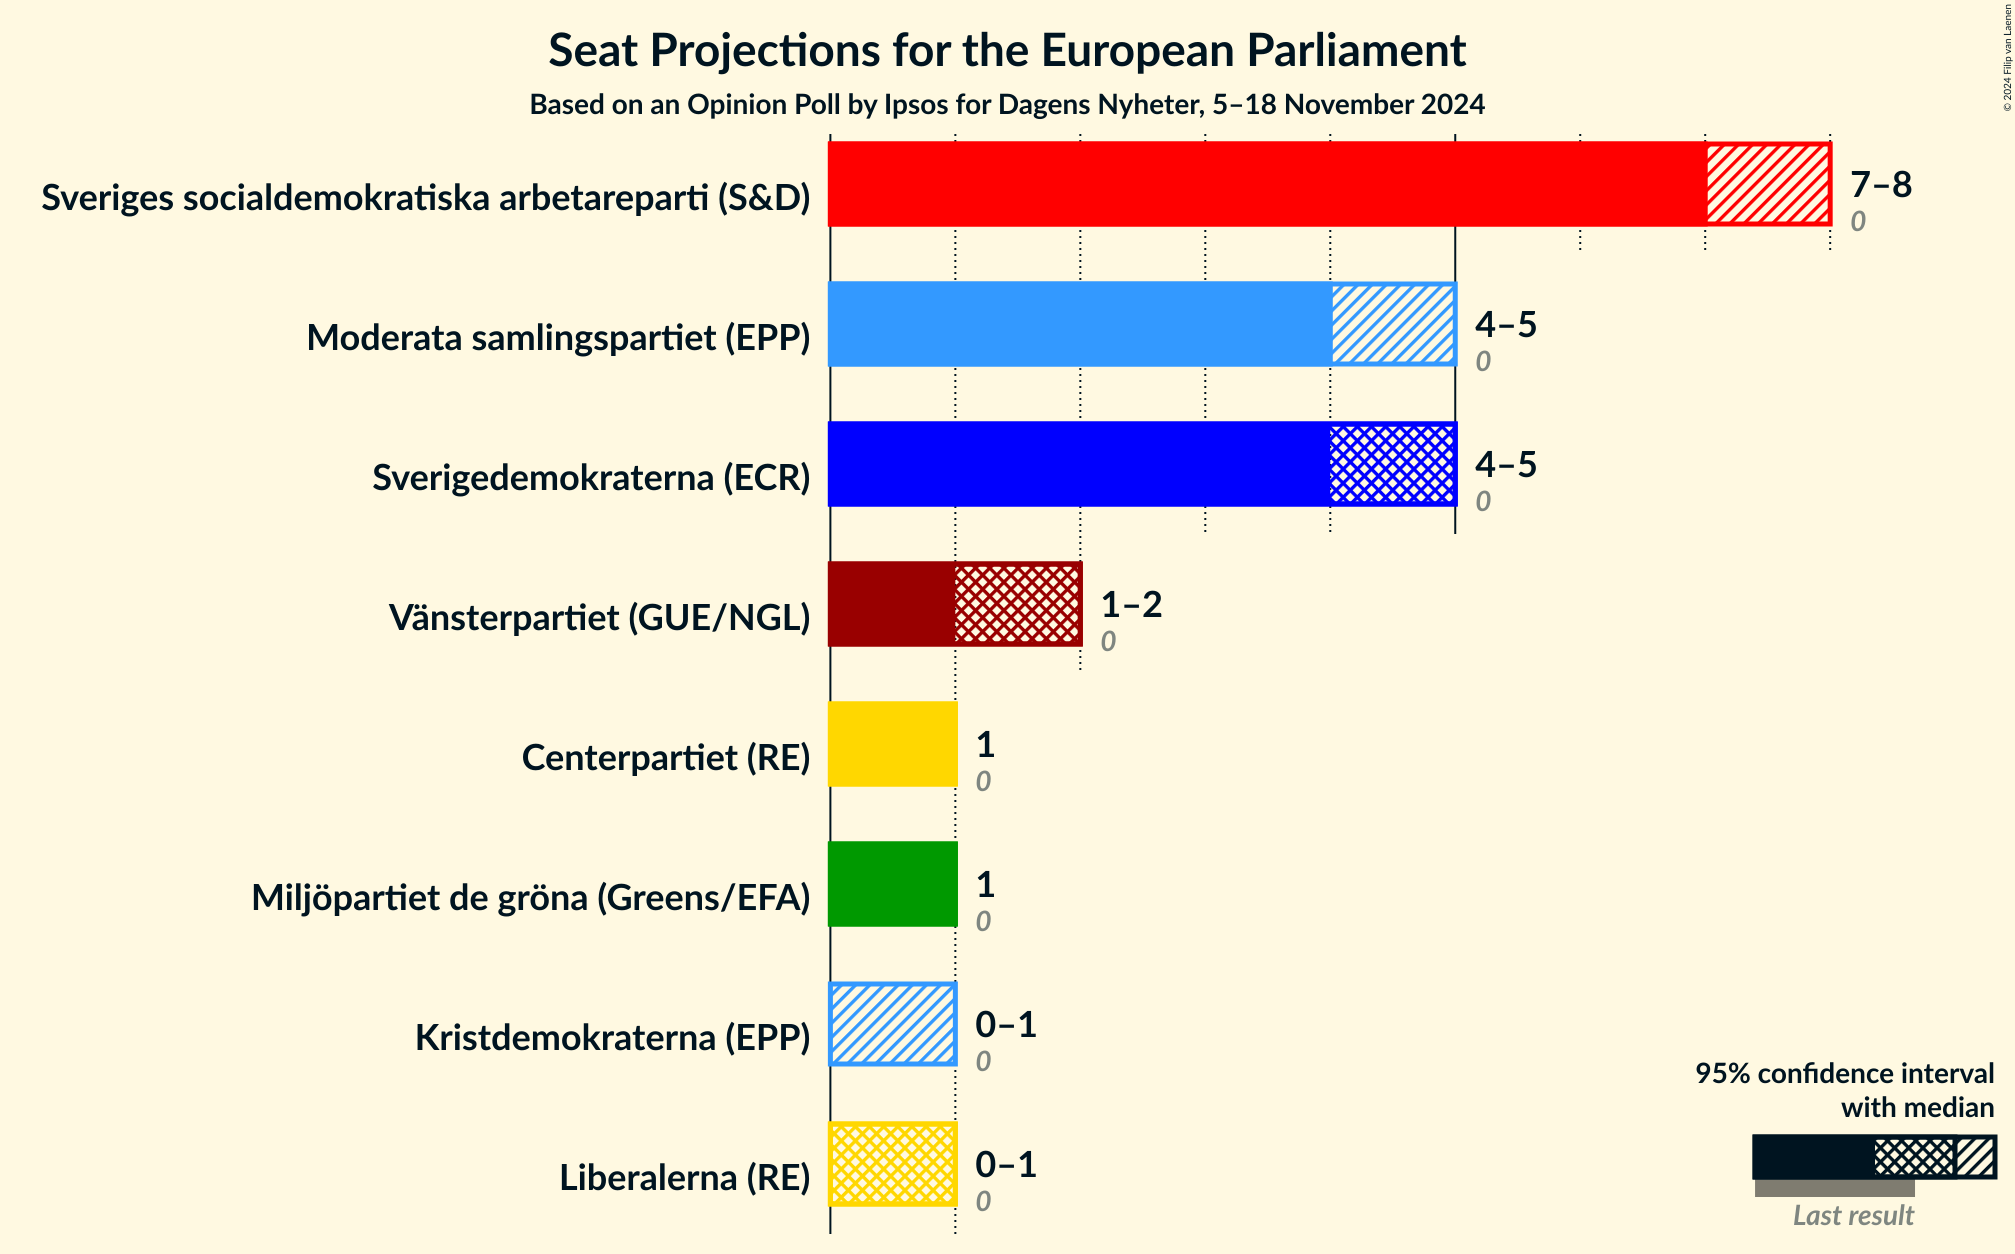 Seat Projections for the European Parliament
Based on an Opinion Poll by Ipsos for Dagens Nyheter, 5–18 November 2024
© 2024 Filip van Laenen
Sveriges socialdemokratiska arbetareparti (S&D)
7–8
0
Moderata samlingspartiet (EPP)
4–5
0
Sverigedemokraterna (ECR)
4–5
0
Vänsterpartiet (GUE/NGL)
1–2
0
Centerpartiet (RE)
1
0
Miljöpartiet de gröna (Greens/EFA)
1
0
Kristdemokraterna (EPP)
0–1
0
Liberalerna (RE)
0–1
0
95% confidence interval
with median
Last result